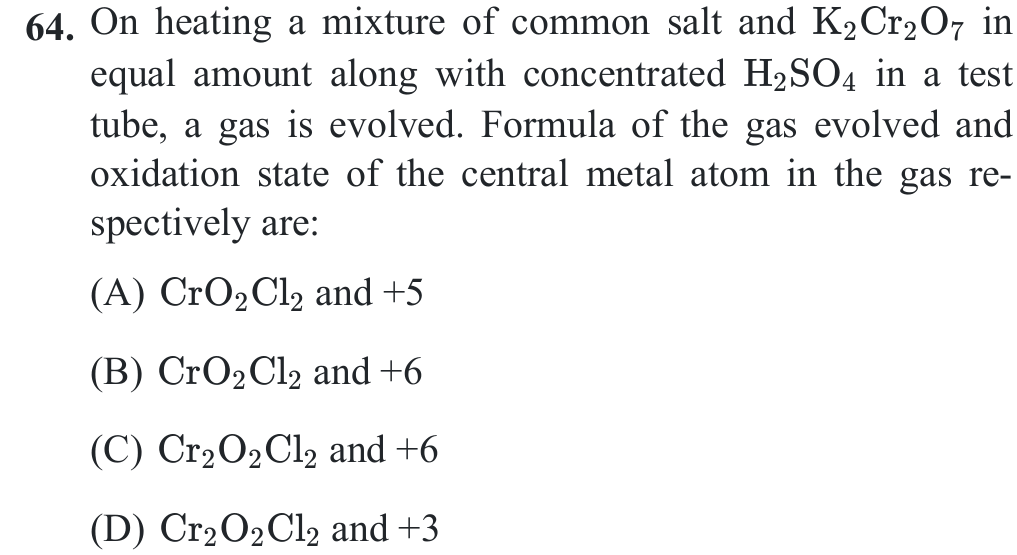 64. On heating a mixture of common salt and K₂Cr₂O₇ in
equal amount along with concentrated H₂SO₄ in a test
tube, a gas is evolved. Formula of the gas evolved and
oxidation state of the central metal atom in the gas re-
spectively are:
(A) CrO₂Cl₂ and +5
(B) CrO₂Cl₂ and +6
(C) Cr₂O₂Cl₂ and +6
(D) Cr₂O₂Cl₂ and +3